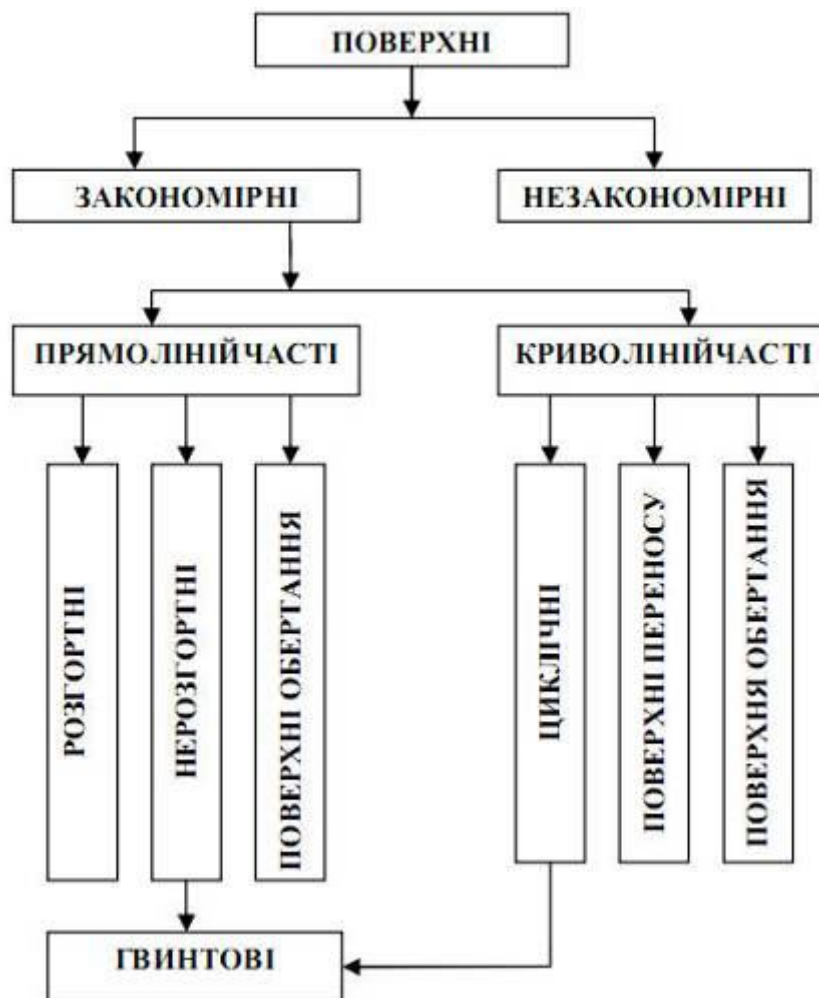 ПОВЕРХНІ
ЗАКОНОМІРНІ
НЕЗАКОНОМІРНІ
ПРЯМОЛІНІЙЧАСТІ
КРИВОЛІНІЙЧАСТІ
РОЗГОРТНІ
НЕРОЗГОРТНІ
ПОВЕРХНІ ОБЕРТАННЯ
ЦИКЛІЧНІ
ПОВЕРХНІ ПЕРЕНОСУ
ПОВЕРХНЯ ОБЕРТАННЯ
ГВИНТОВІ